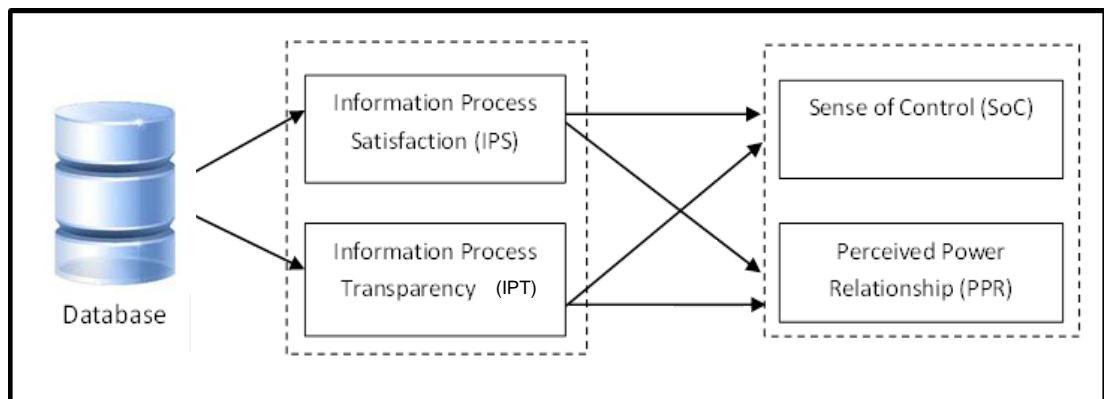 Database
Information Process
Satisfaction (IPS)
Information Process
Transparency (IPT)
Sense of Control (SoC)
Perceived Power
Relationship (PPR)